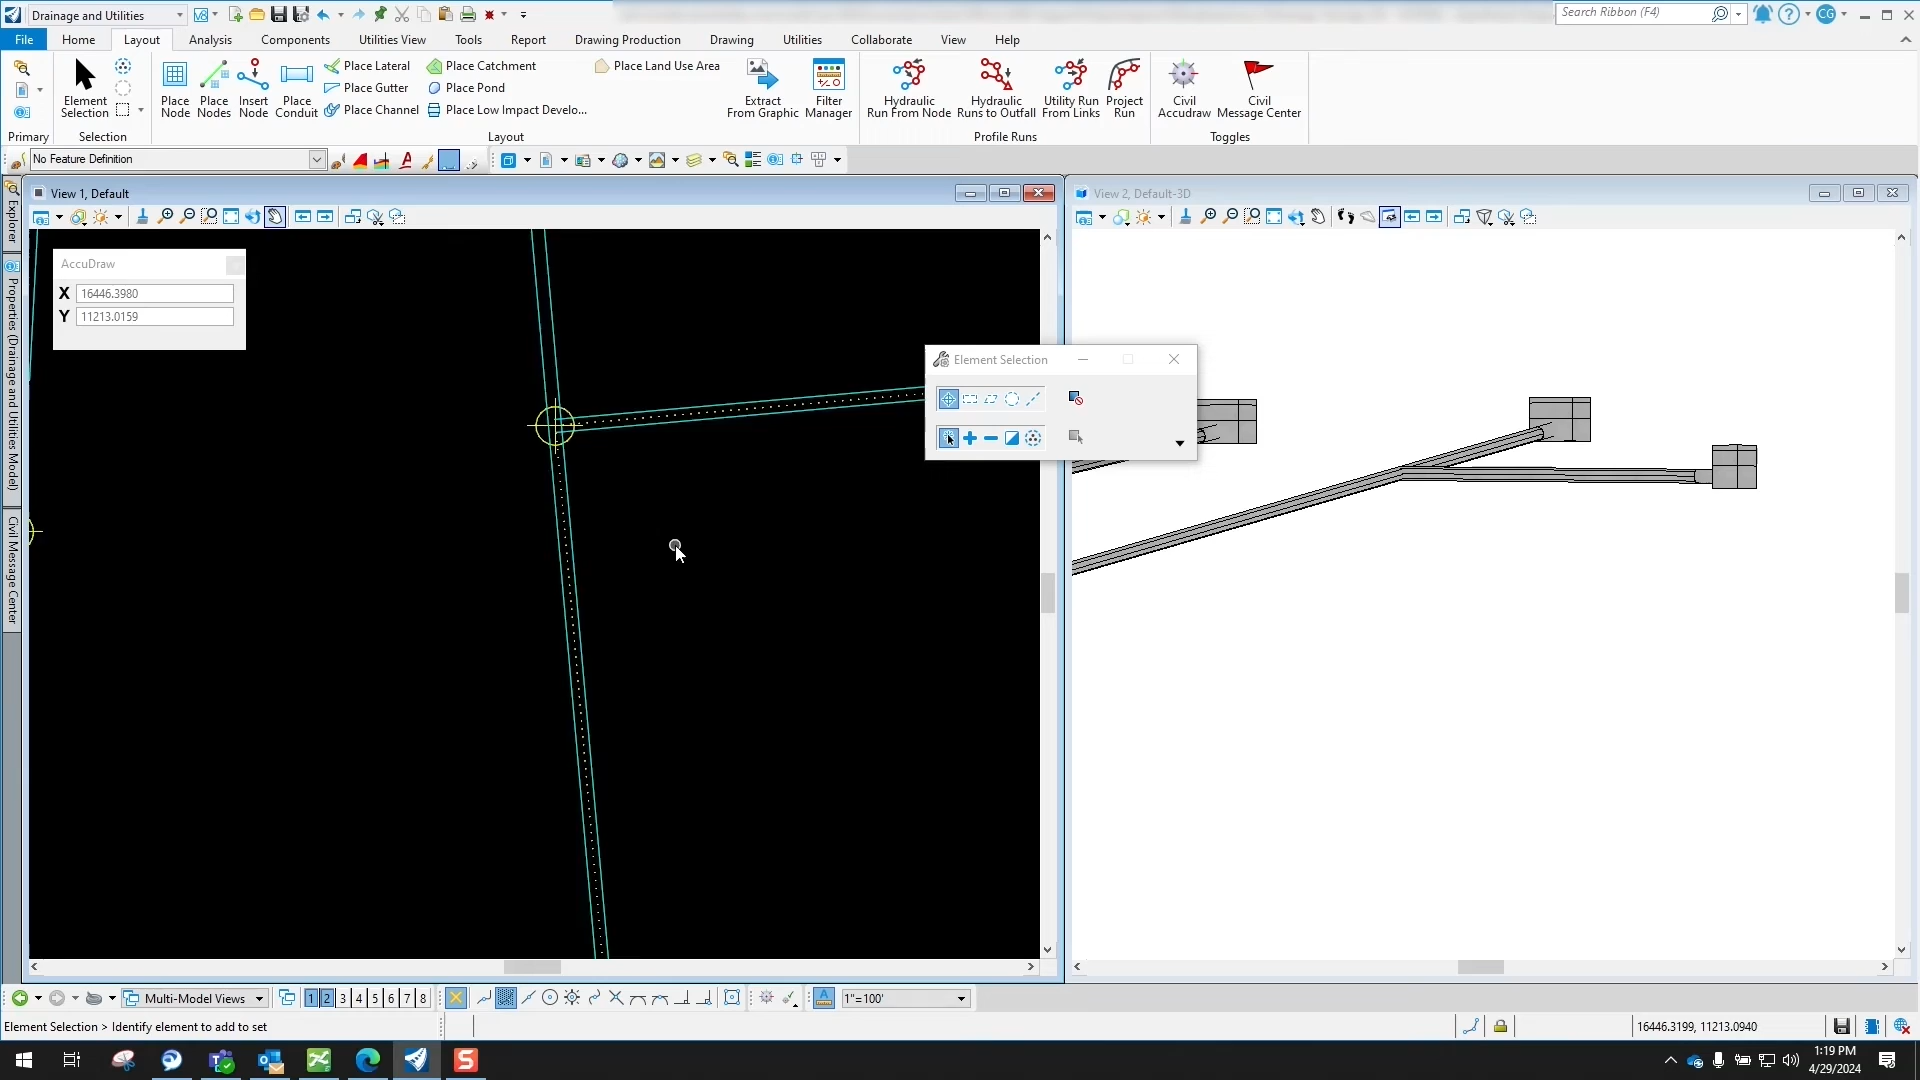 Drainage and Utilities
Search Ribbon (F4)
CG
File
Home
Layout
Analysis
Components
Utilities View
Tools
Report
Drawing Production
Drawing
Utilities
Collaborate
View
Help
Element Selection
Place Node
Place Nodes
Insert Node
Place Conduit
Place Lateral
Place Gutter
Place Channel
Place Catchment
Place Pond
Place Low Impact Develo...
Place Land Use Area
Extract From Graphic
Filter Manager
Hydraulic Run From Node
Hydraulic Runs to Outfall
Utility Run From Links
Project Run
Civil Accudraw
Civil Message Center
Primary
Selection
Layout
Profile Runs
Toggles
No Feature Definition
View 1, Default
View 2, Default-3D
Explorer
Properties (Drainage and Utilities Model)
Civil Message Center
AccuDraw
X 16446.3980
Y 11213.0159
Element Selection
Multi-Model Views
1 2 3 4 5 6 7 8
1"=100'
Element Selection > Identify element to add to set
16446.3199, 11213.0940
1:19 PM
4/29/2024